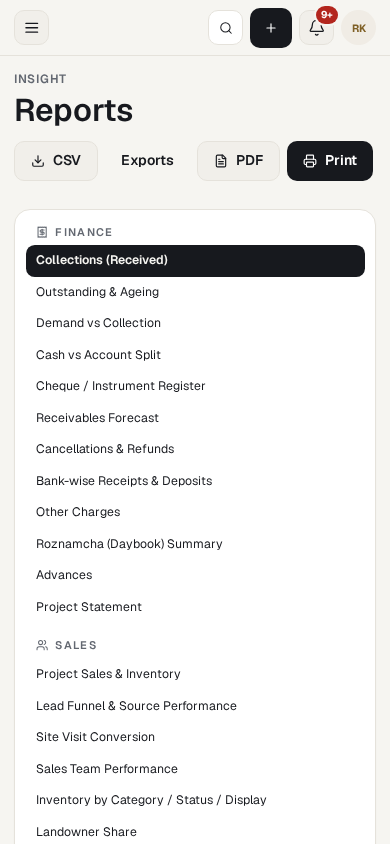 9+
RK
INSIGHT
Reports
CSV Exports PDF Print
FINANCE
Collections (Received)
Outstanding & Ageing
Demand vs Collection
Cash vs Account Split
Cheque / Instrument Register
Receivables Forecast
Cancellations & Refunds
Bank-wise Receipts & Deposits
Other Charges
Roznamcha (Daybook) Summary
Advances
Project Statement
SALES
Project Sales & Inventory
Lead Funnel & Source Performance
Site Visit Conversion
Sales Team Performance
Inventory by Category / Status / Display
Landowner Share